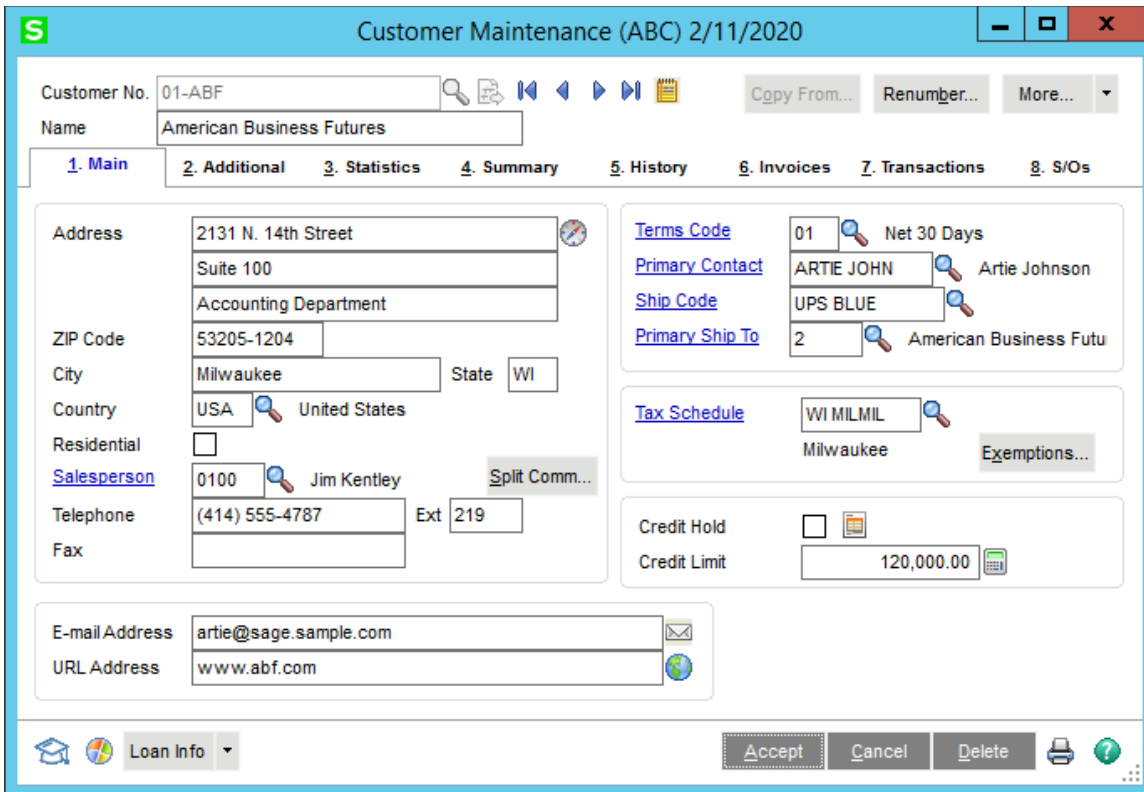 S Customer Maintenance (ABC) 2/11/2020 X
Customer No. 01-ABF Copy From... Renumber... More...
Name American Business Futures
1. Main 2. Additional 3. Statistics 4. Summary 5. History 6. Invoices 7. Transactions 8. S/Os
Address 2131 N. 14th Street
Suite 100
Accounting Department
ZIP Code 53205-1204
City Milwaukee State WI
Country USA United States
Residential
Salesperson 0100 Jim Kentley Split Comm...
Telephone (414) 555-4787 Ext 219
Fax
Terms Code 01 Net 30 Days
Primary Contact ARTIE JOHN Artie Johnson
Ship Code UPS BLUE
Primary Ship To 2 American Business Futu
Tax Schedule WI MILMIL
Milwaukee Exemptions...
Credit Hold
Credit Limit 120,000.00
E-mail Address artie@sage.sample.com
URL Address www.abf.com
Loan Info Accept Cancel Delete ?